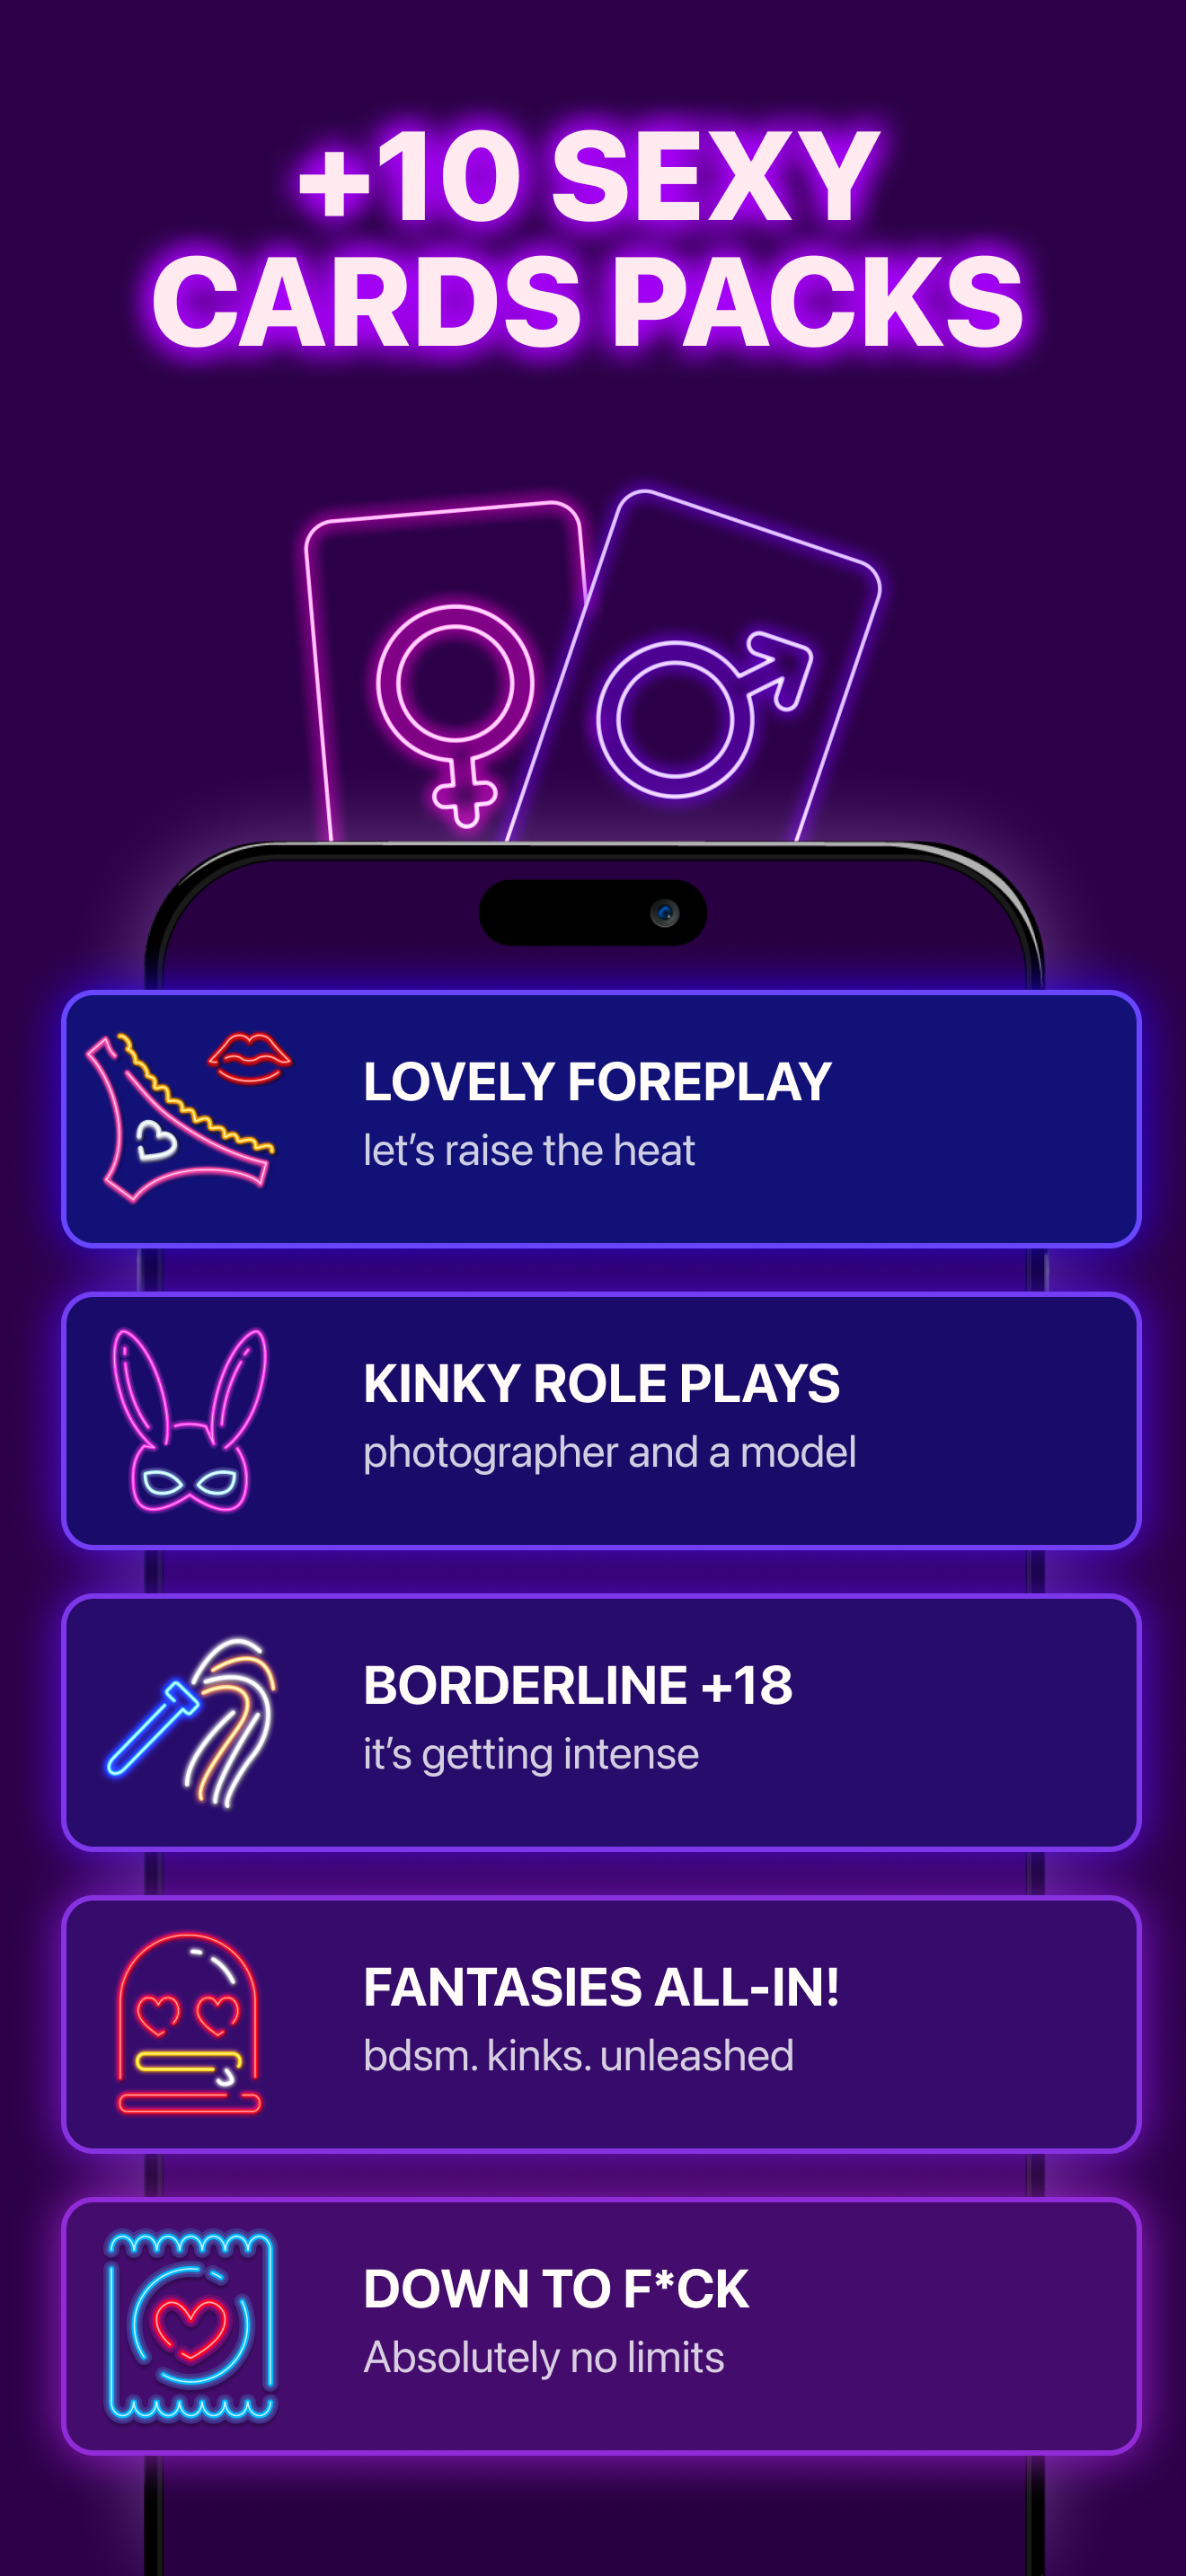 +10 SEXY
CARDS PACKS
LOVELY FOREPLAY
let’s raise the heat
KINKY ROLE PLAYS
photographer and a model
BORDERLINE +18
it’s getting intense
FANTASIES ALL-IN!
bdsm. kinks. unleashed
DOWN TO F*CK
Absolutely no limits